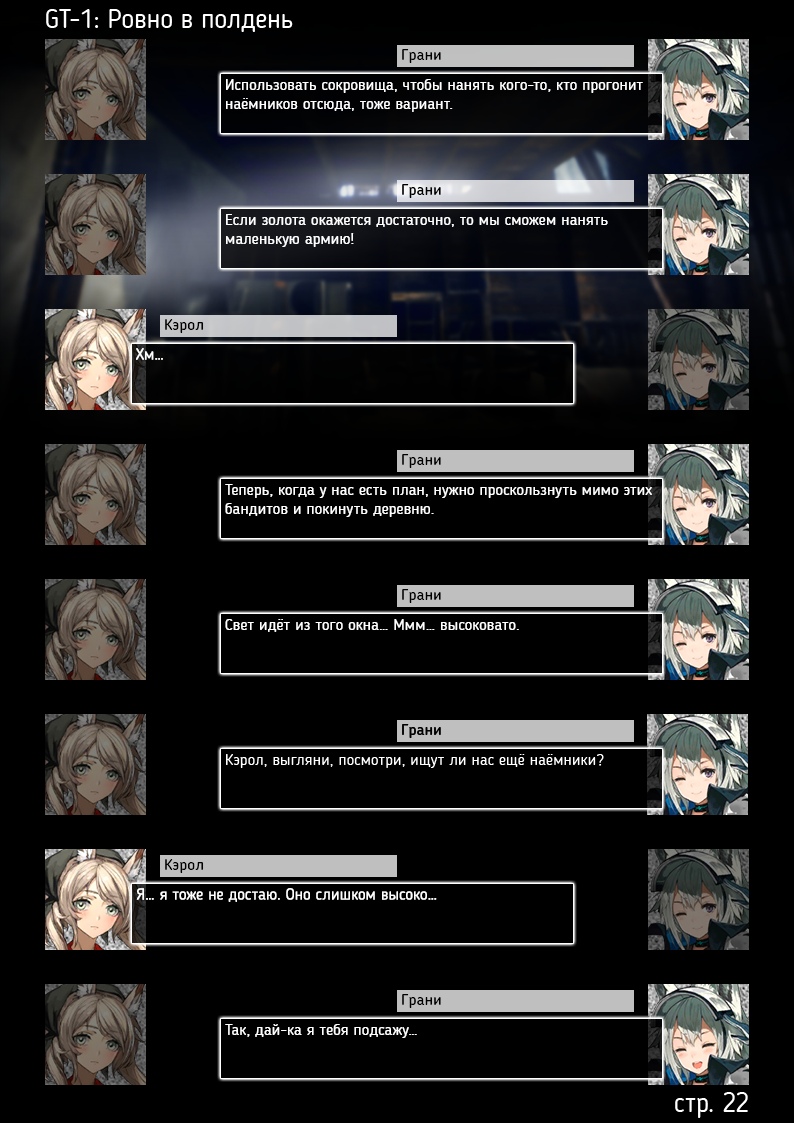 GT-1: Ровно в полдень
Грани
Использовать сокровища, чтобы нанять кого-то, кто прогонит
наёмников отсюда, тоже вариант.
Грани
Если золота окажется достаточно, то мы сможем нанять
маленькую армию!
Кэрол
Хм...
Грани
Теперь, когда у нас есть план, нужно проскользнуть мимо этих
бандитов и покинуть деревню.
Грани
Свет идёт из того окна... Ммм... высоковато.
Грани
Кэрол, выгляни, посмотри, ищут ли нас ещё наёмники?
Кэрол
Я... я тоже не достаю. Оно слишком высоко...
Грани
Так, дай-ка я тебя подсажу...
стр. 22